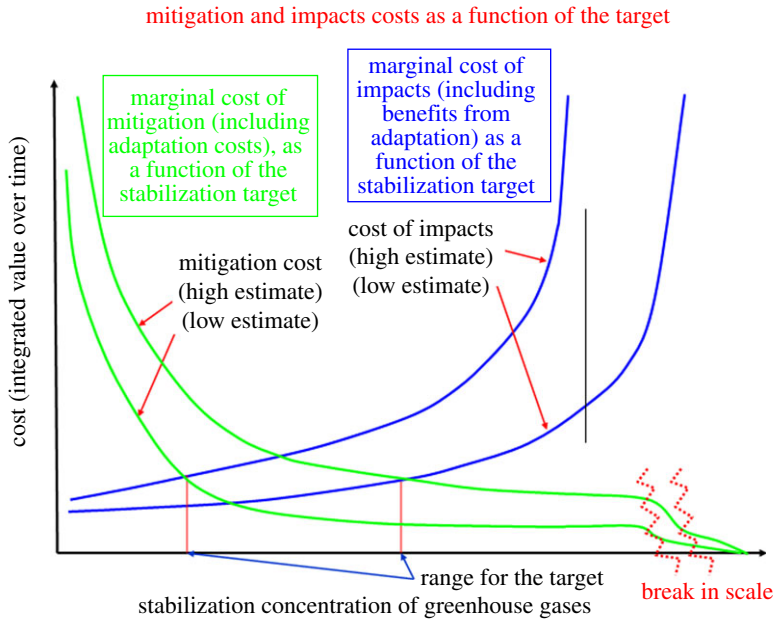 mitigation and impacts costs as a function of the target
marginal cost of
mitigation (including
adaptation costs), as
a function of the
stabilization target
marginal cost of
impacts (including
benefits from
adaptation) as a
function of the
stabilization target
mitigation cost
(high estimate)
(low estimate)
cost of impacts
(high estimate)
(low estimate)
cost (integrated value over time)
range for the target
break in scale
stabilization concentration of greenhouse gases